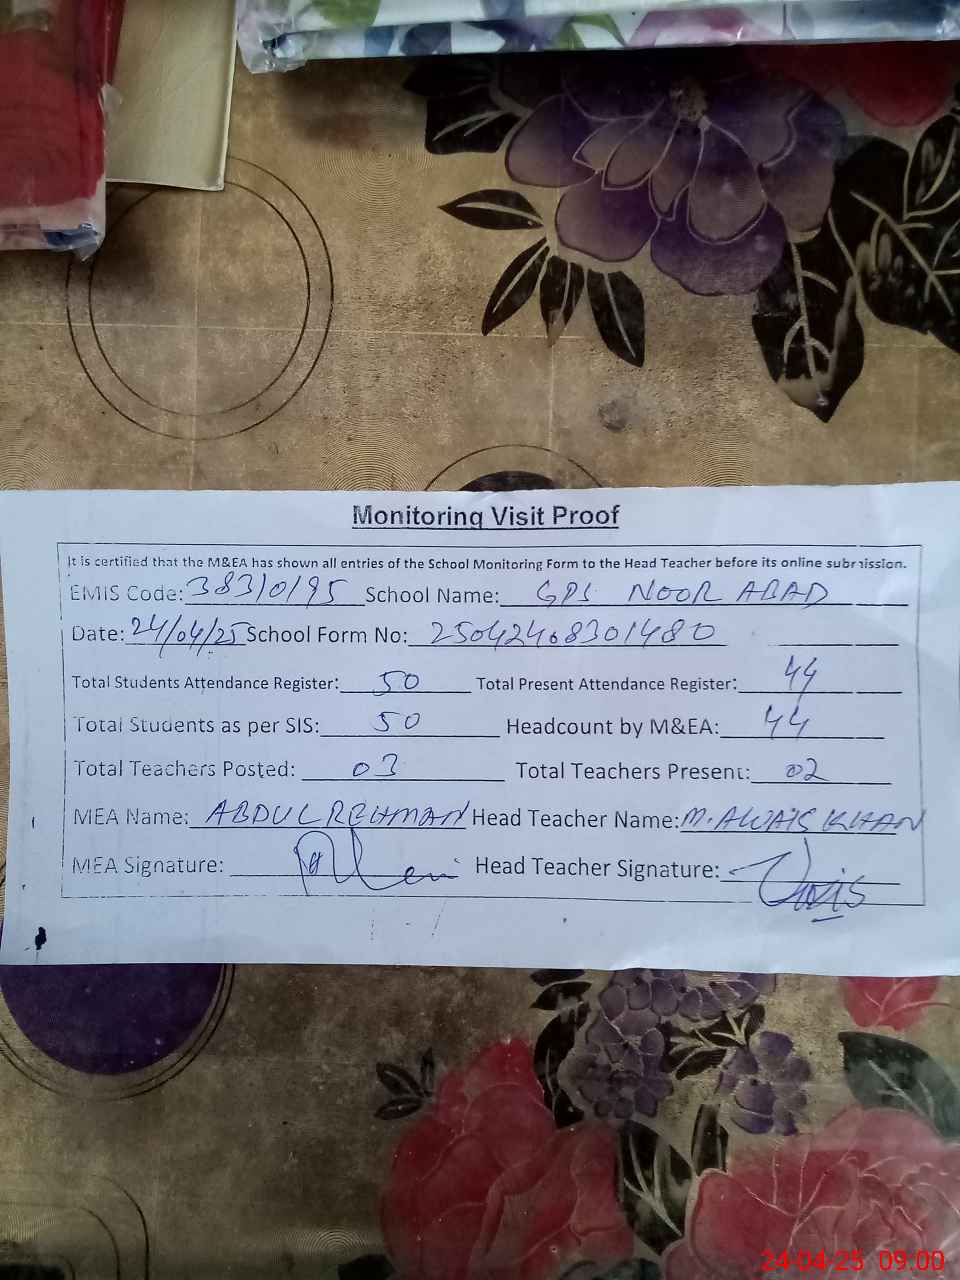 Monitoring Visit Proof
It is certified that the M&EA has shown all entries of the School Monitoring Form to the Head Teacher before its online submission.
EMIS Code: 38310195 School Name: GPS NOOR ABAD
Date: 24/04/25 School Form No: 25042408301480
Total Students Attendance Register: 50 Total Present Attendance Register: 44
Total Students as per SIS: 50 Headcount by M&EA: 44
Total Teachers Posted: 03 Total Teachers Present: 02
MEA Name: ABDUL REHMAN Head Teacher Name: M. AWAIS KHAN
MEA Signature: Head Teacher Signature:
24-04-25 09:00